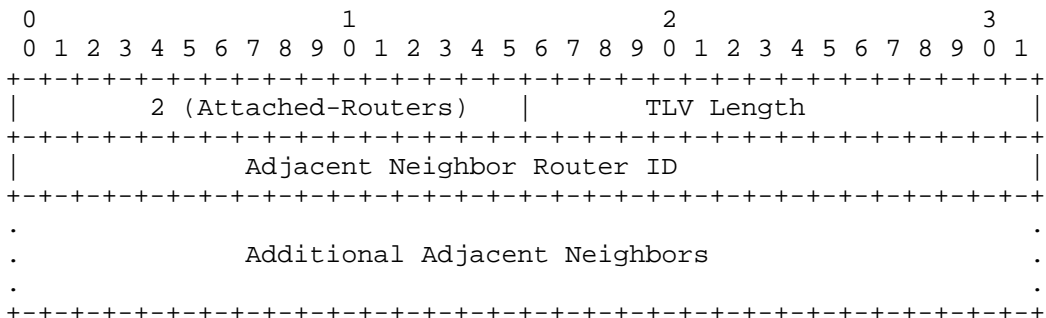 0                   1                   2                   3
 0 1 2 3 4 5 6 7 8 9 0 1 2 3 4 5 6 7 8 9 0 1 2 3 4 5 6 7 8 9 0 1
+-+-+-+-+-+-+-+-+-+-+-+-+-+-+-+-+-+-+-+-+-+-+-+-+-+-+-+-+-+-+-+-+
|        2 (Attached-Routers)   |       TLV Length              |
+-+-+-+-+-+-+-+-+-+-+-+-+-+-+-+-+-+-+-+-+-+-+-+-+-+-+-+-+-+-+-+-+
|              Adjacent Neighbor Router ID                      |
+-+-+-+-+-+-+-+-+-+-+-+-+-+-+-+-+-+-+-+-+-+-+-+-+-+-+-+-+-+-+-+-+
.                                                               .
.              Additional Adjacent Neighbors                    .
.                                                               .
+-+-+-+-+-+-+-+-+-+-+-+-+-+-+-+-+-+-+-+-+-+-+-+-+-+-+-+-+-+-+-+-+